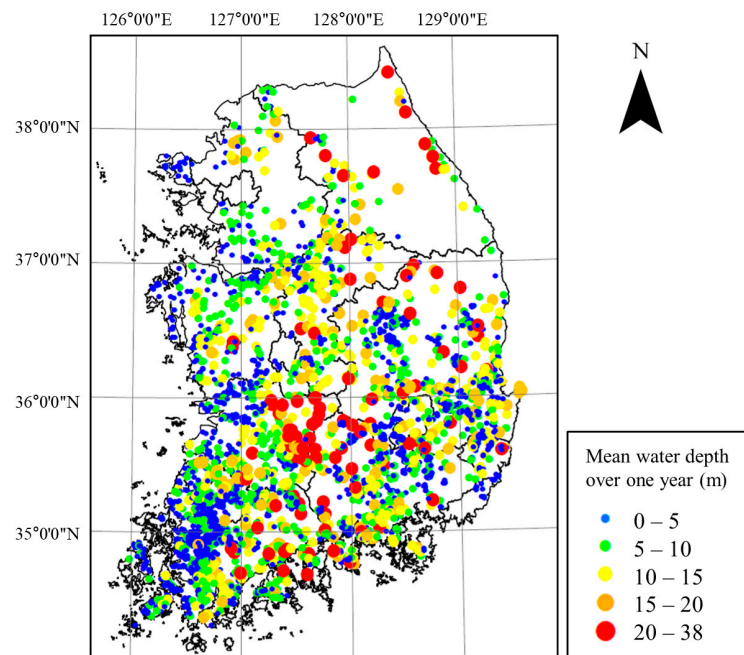 126°0'0"E 127°0'0"E 128°0'0"E 129°0'0"E
N
38°0'0"N
37°0'0"N
36°0'0"N
35°0'0"N
Mean water depth
over one year (m)
0 – 5
5 – 10
10 – 15
15 – 20
20 – 38